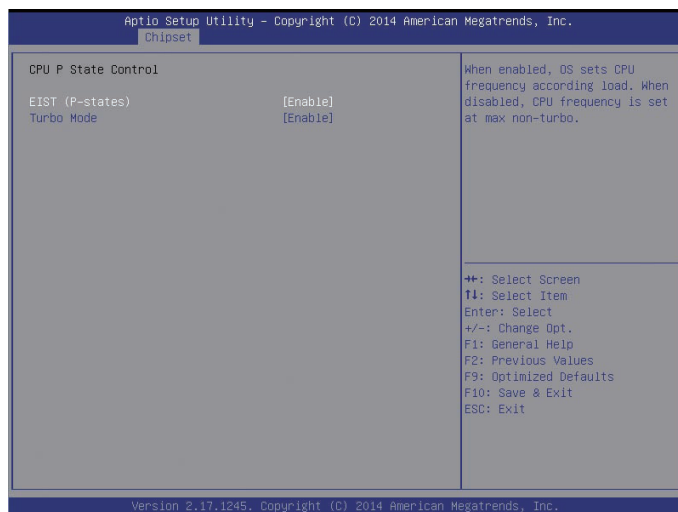 Aptio Setup Utility – Copyright (C) 2014 American Megatrends, Inc.
Chipset
CPU P State Control
EIST (P-states) [Enable]
Turbo Mode [Enable]
When enabled, OS sets CPU
frequency according load. When
disabled, CPU frequency is set
at max non-turbo.
→←: Select Screen
↑↓: Select Item
Enter: Select
+/-: Change Opt.
F1: General Help
F2: Previous Values
F9: Optimized Defaults
F10: Save & Exit
ESC: Exit
Version 2.17.1245. Copyright (C) 2014 American Megatrends, Inc.